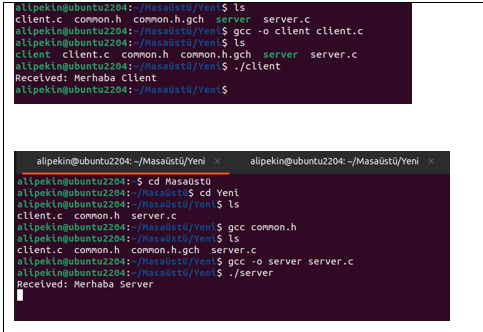 alipekin@ubuntu2204:~/Masaüstü/Yeni$ ls
client.c common.h common.h.gch server server.c
alipekin@ubuntu2204:~/Masaüstü/Yeni$ gcc -o client client.c
alipekin@ubuntu2204:~/Masaüstü/Yeni$ ls
client client.c common.h common.h.gch server server.c
alipekin@ubuntu2204:~/Masaüstü/Yeni$ ./client
Received: Merhaba Client
alipekin@ubuntu2204:~/Masaüstü/Yeni$
alipekin@ubuntu2204: ~/Masaüstü/Yeni × alipekin@ubuntu2204: ~/Masaüstü/Yeni ×
alipekin@ubuntu2204:~$ cd Masaüstü
alipekin@ubuntu2204:~/Masaüstü$ cd Yeni
alipekin@ubuntu2204:~/Masaüstü/Yeni$ ls
client.c common.h server.c
alipekin@ubuntu2204:~/Masaüstü/Yeni$ gcc common.h
alipekin@ubuntu2204:~/Masaüstü/Yeni$ ls
client.c common.h common.h.gch server.c
alipekin@ubuntu2204:~/Masaüstü/Yeni$ gcc -o server server.c
alipekin@ubuntu2204:~/Masaüstü/Yeni$ ./server
Received: Merhaba Server